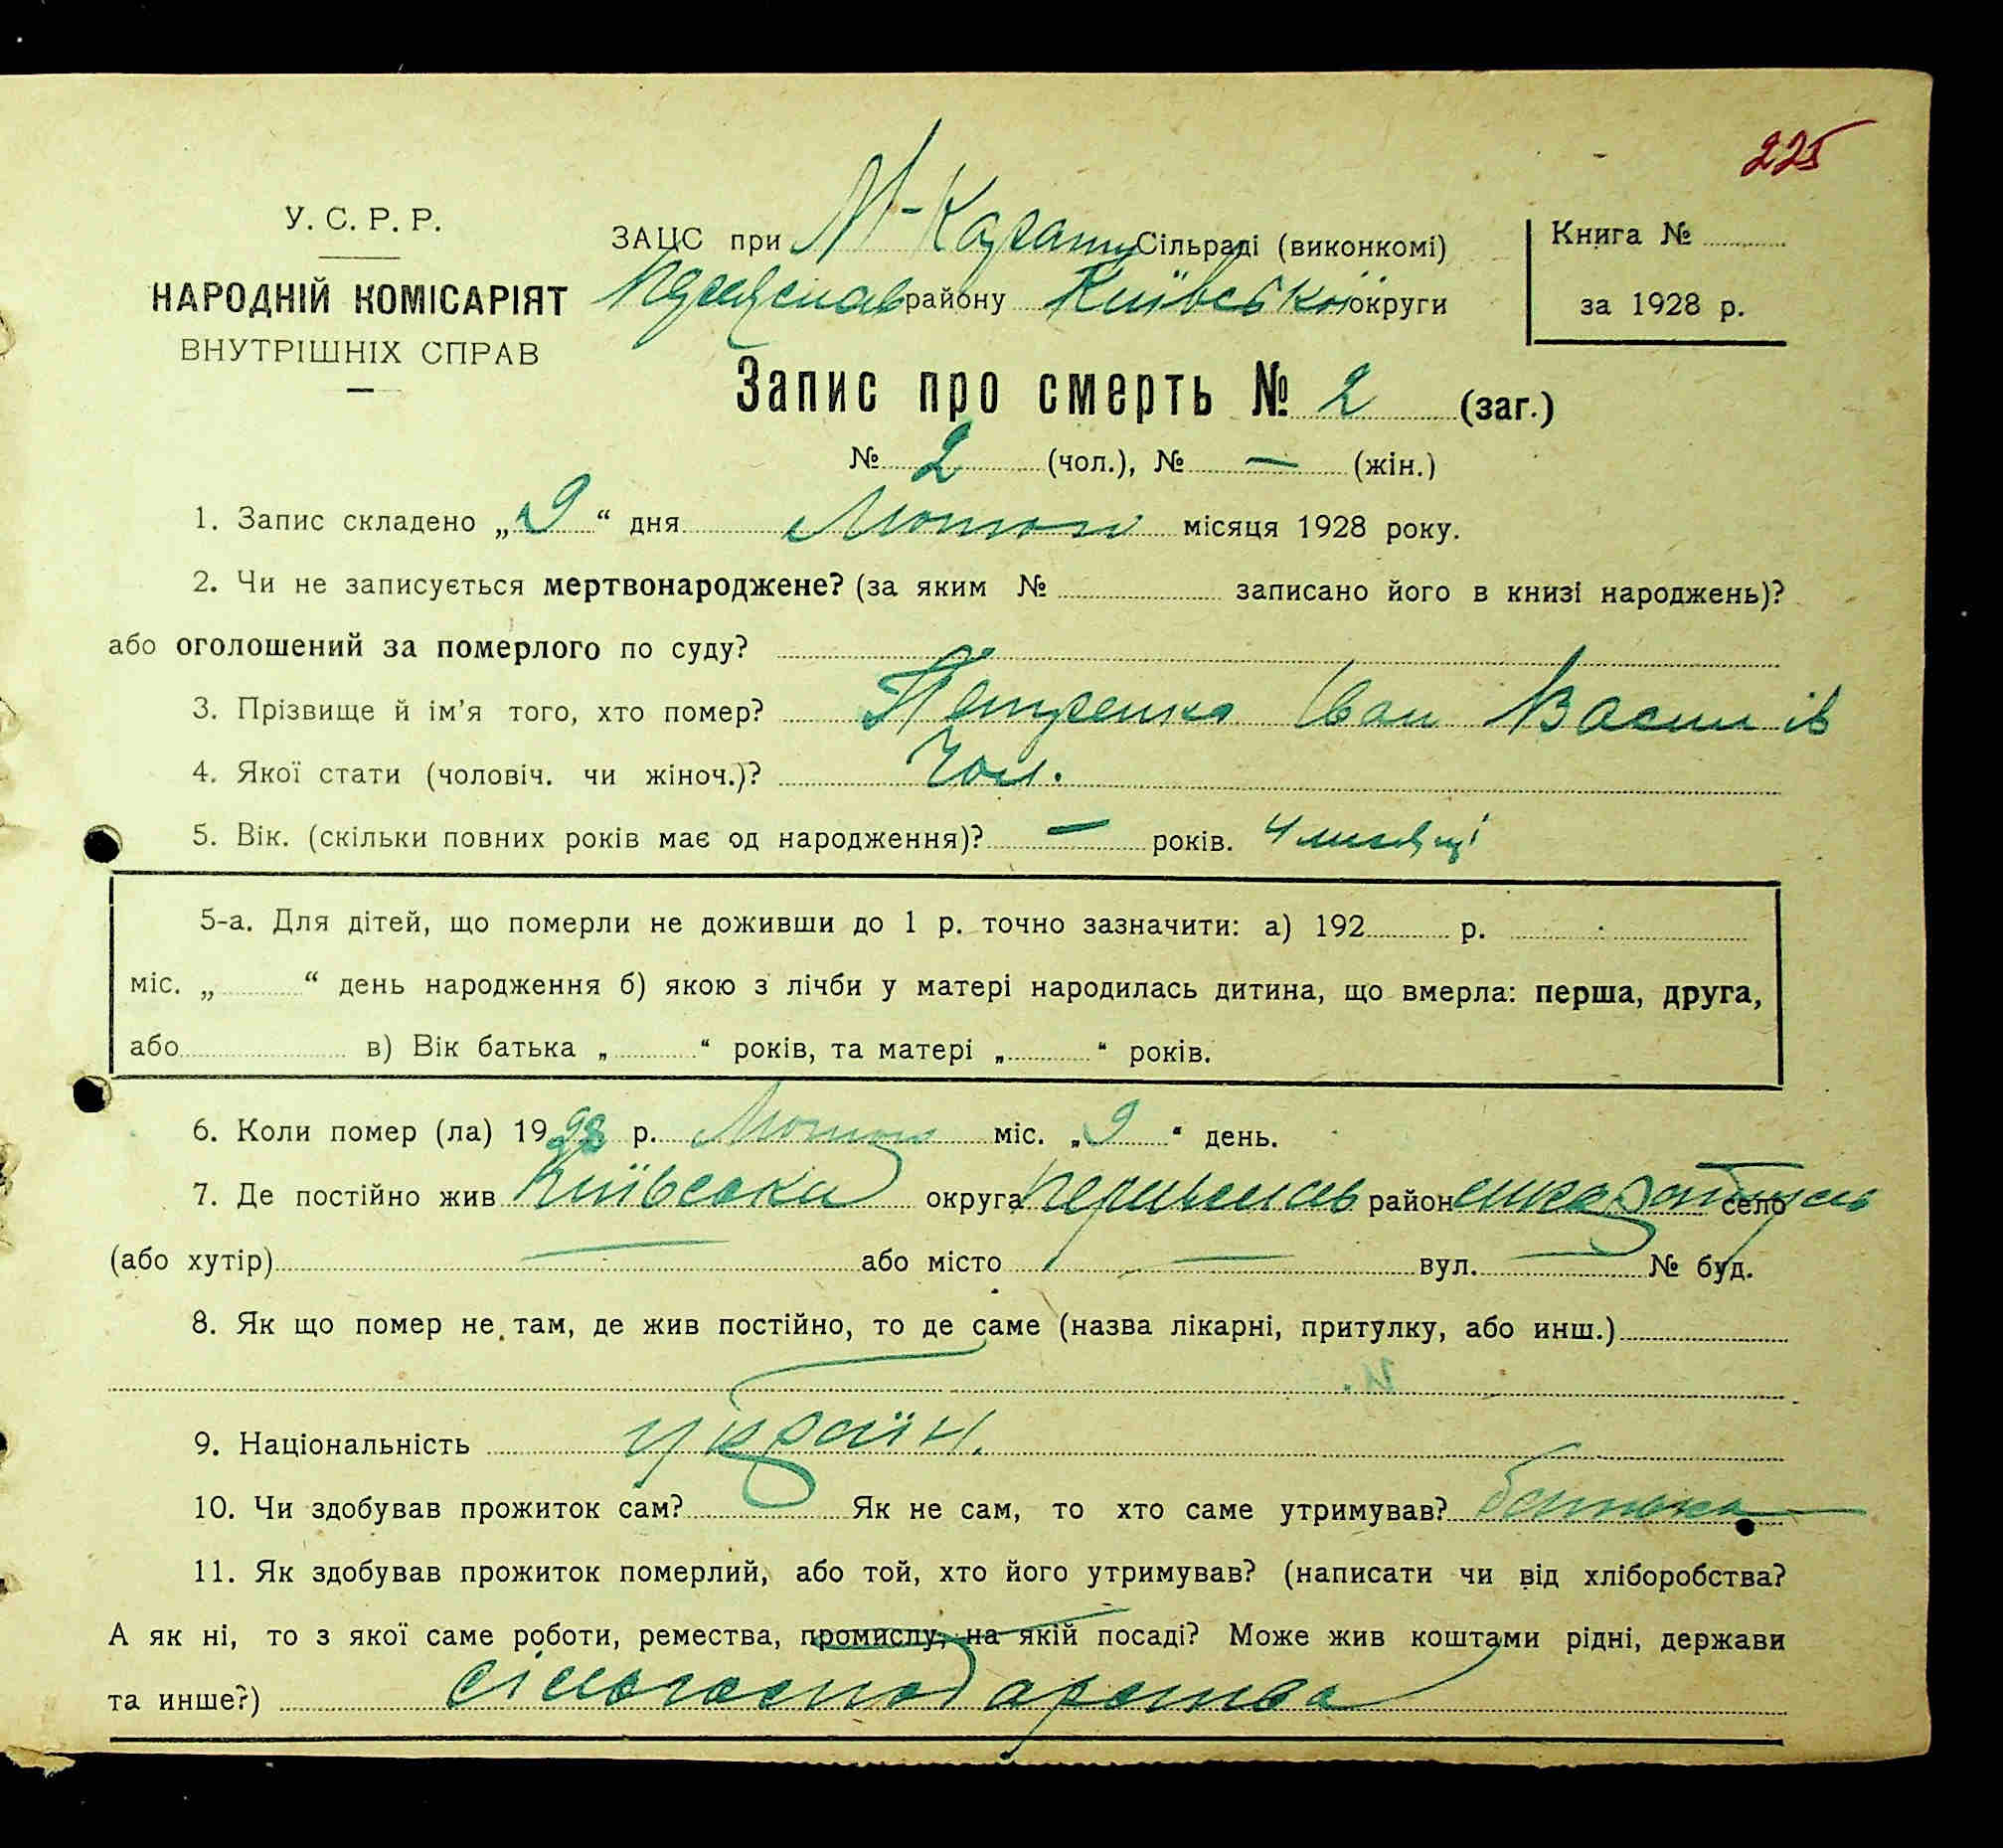 225
У. С. Р. Р.
НАРОДНІЙ КОМІСАРІЯТ
ВНУТРІШНІХ СПРАВ
ЗАЦС при Сільраді (виконкомі)
району Київської округи
Книга №
за 1928 р.
Запис про смерть № 2 (заг.)
№ 2 (чол.), № — (жін.)
1. Запис складено „9“ дня Лютого місяця 1928 року.
2. Чи не записується мертвонароджене? (за яким № записано його в книзі народжень)?
або оголошений за померлого по суду?
3. Прізвище й ім'я того, хто помер? Петренко Іван Васильів
4. Якої стати (чоловіч. чи жіноч.)? Чол.
5. Вік. (скільки повних років має од народження)? — років. 4 місяці
5-а. Для дітей, що померли не доживши до 1 р. точно зазначити: а) 192 р.
міс. „ “ день народження б) якою з лічби у матері народилась дитина, що вмерла: перша, друга,
або в) Вік батька „ “ років, та матері „ “ років.
6. Коли помер (ла) 1928 р. Лютого міс. „9“ день.
7. Де постійно жив Київська округа район село
(або хутір) — або місто — вул. — № буд.
8. Як що помер не там, де жив постійно, то де саме (назва лікарні, притулку, або инш.)
9. Національність україн.
10. Чи здобував прожиток сам? Як не сам, то хто саме утримував? батько
11. Як здобував прожиток померлий, або той, хто його утримував? (написати чи від хліборобства?
А як ні, то з якої саме роботи, ремества, промислу, на якій посаді? Може жив коштами рідні, держави
та инше?) сільогосподарства